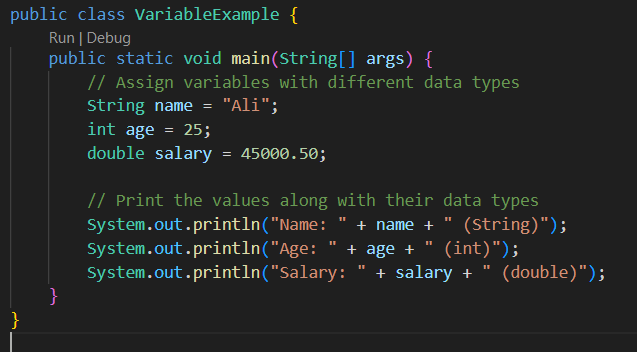 public class VariableExample {
Run | Debug
public static void main(String[] args) {
// Assign variables with different data types
String name = "Ali";
int age = 25;
double salary = 45000.50;
// Print the values along with their data types
System.out.println("Name: " + name + " (String)");
System.out.println("Age: " + age + " (int)");
System.out.println("Salary: " + salary + " (double)");
}
}